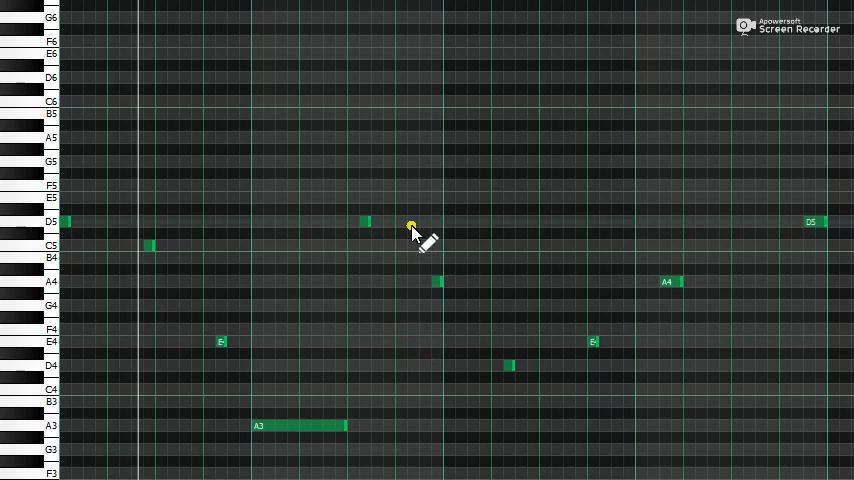 G6
Apowersoft
Screen Recorder
F6
E6
D6
C6
B5
A5
G5
F5
E5
D5
D5
C5
B4
A4
A4
G4
F4
E4
D4
C4
B3
A3
A3
G3
F3